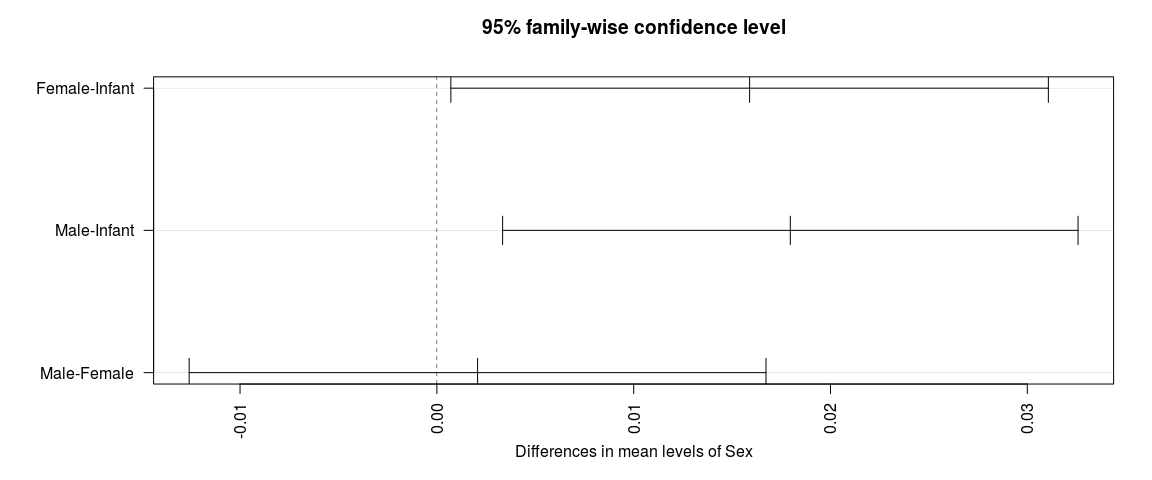 95% family-wise confidence level
Female-Infant
Male-Infant
Male-Female
-0.01
0.00
0.01
0.02
0.03
Differences in mean levels of Sex